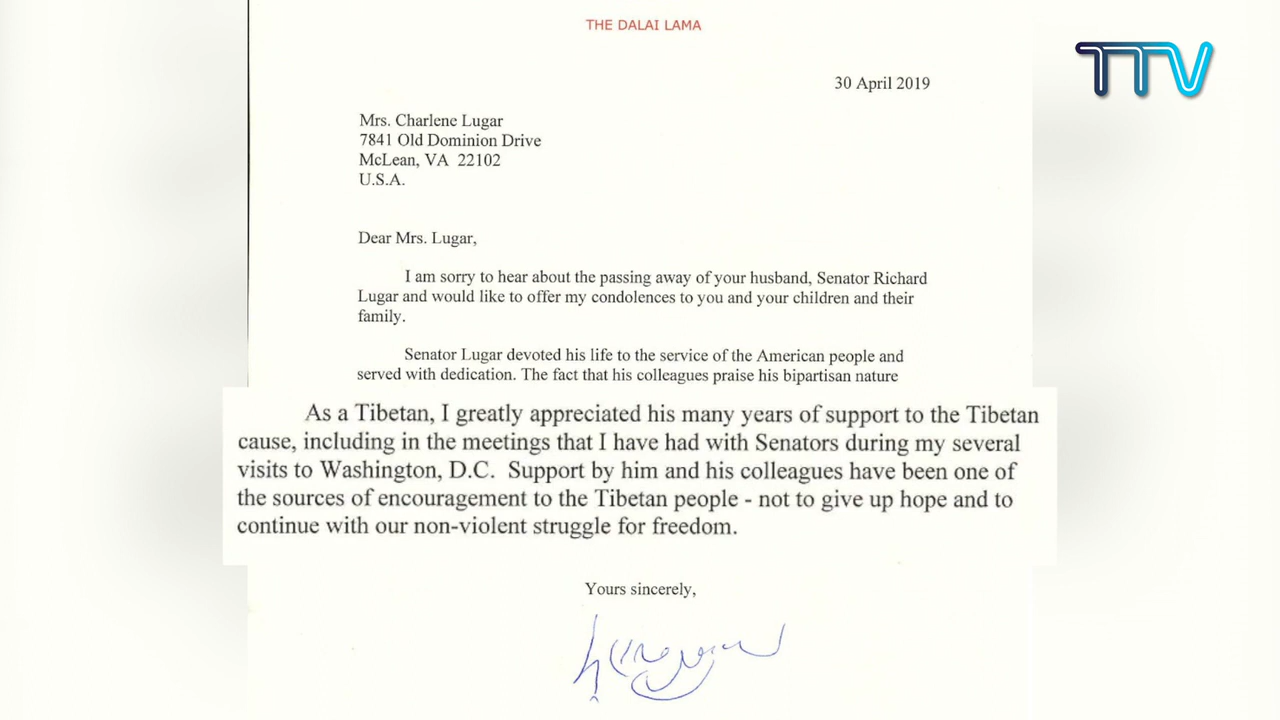 THE DALAI LAMA
TTV
30 April 2019
Mrs. Charlene Lugar
7841 Old Dominion Drive
McLean, VA 22102
U.S.A.
Dear Mrs. Lugar,
I am sorry to hear about the passing away of your husband, Senator Richard
Lugar and would like to offer my condolences to you and your children and their
family.
Senator Lugar devoted his life to the service of the American people and
served with dedication. The fact that his colleagues praise his bipartisan nature
As a Tibetan, I greatly appreciated his many years of support to the Tibetan
cause, including in the meetings that I have had with Senators during my several
visits to Washington, D.C. Support by him and his colleagues have been one of
the sources of encouragement to the Tibetan people - not to give up hope and to
continue with our non-violent struggle for freedom.
Yours sincerely,